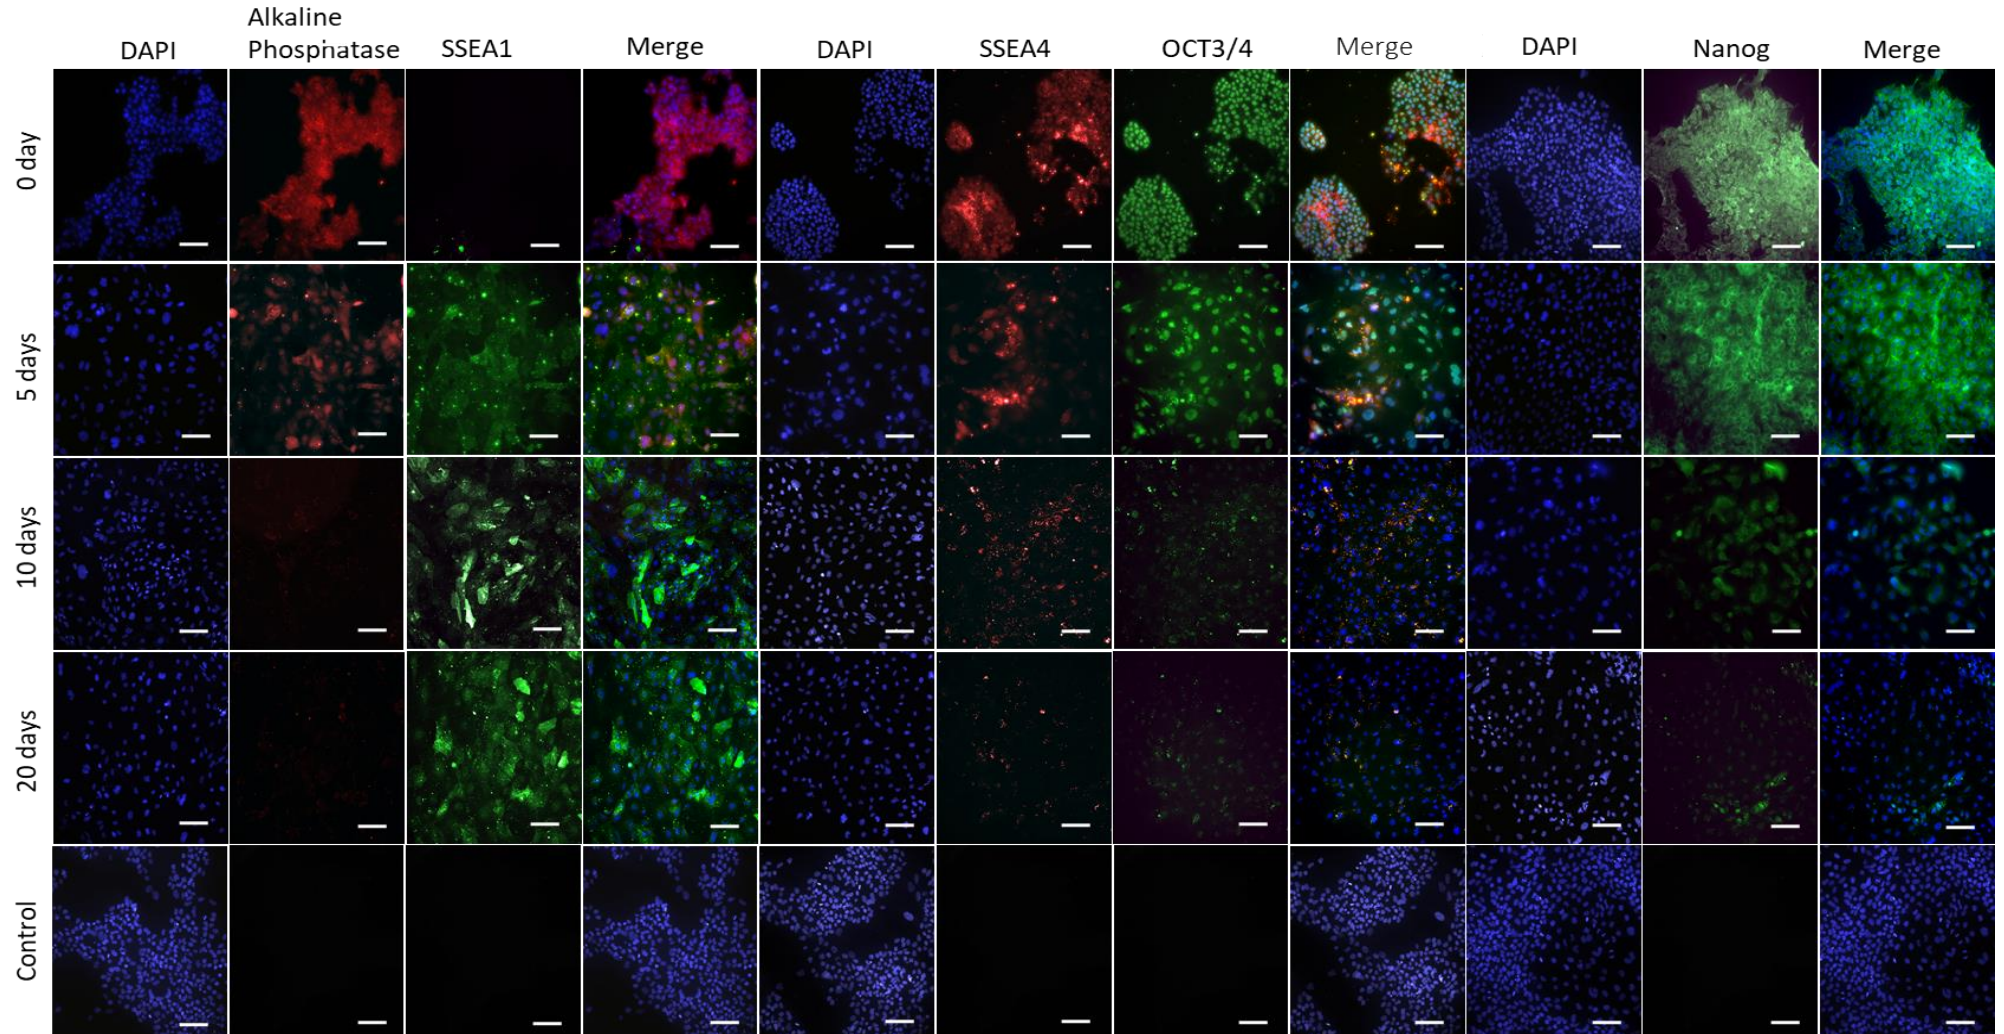 Alkaline
Phosphatase
DAPI
SSEA1
Merge
DAPI
SSEA4
OCT3/4
Merge
DAPI
Nanog
Merge
0 day
5 days
10 days
20 days
Control